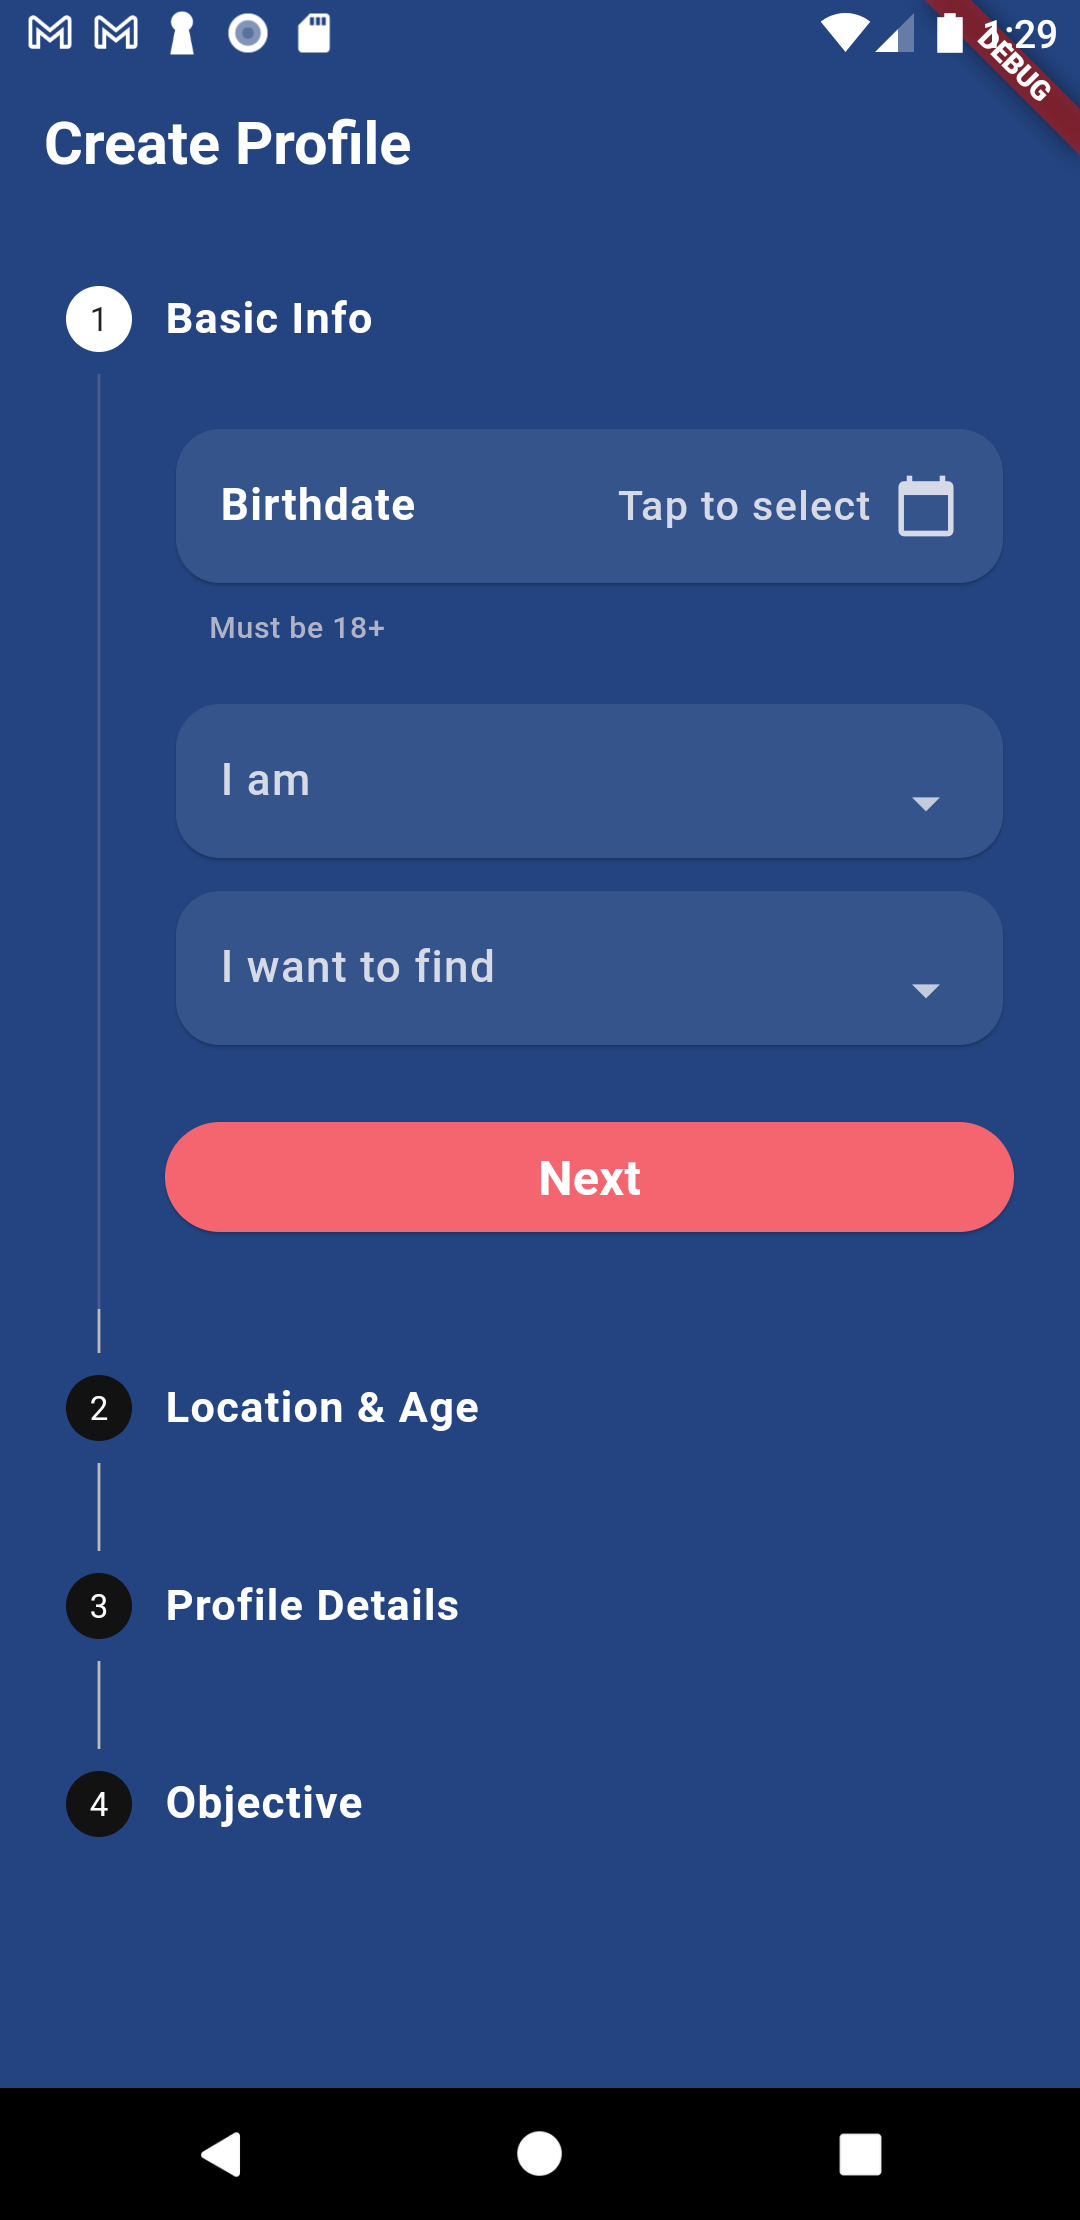 1:29
DEBUG
Create Profile
1 Basic Info
Birthdate Tap to select
Must be 18+
I am
I want to find
Next
2 Location & Age
3 Profile Details
4 Objective